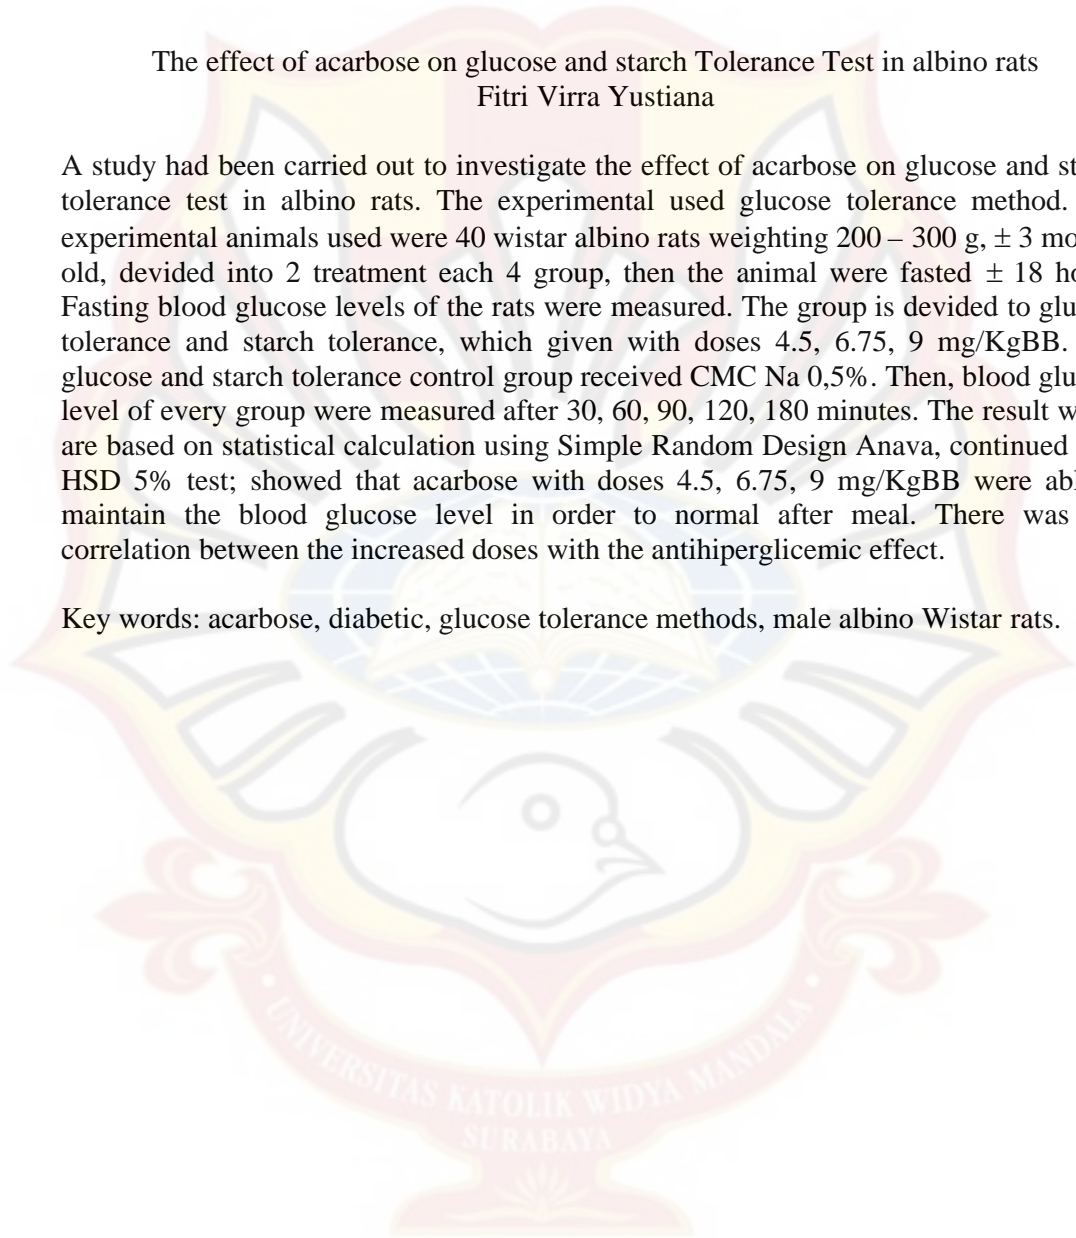 The effect of acarbose on glucose and starch Tolerance Test in albino rats
Fitri Virra Yustiana
A study had been carried out to investigate the effect of acarbose on glucose and st
tolerance test in albino rats. The experimental used glucose tolerance method.
experimental animals used were 40 wistar albino rats weighting 200 – 300 g, ± 3 mo
old, devided into 2 treatment each 4 group, then the animal were fasted ± 18 ho
Fasting blood glucose levels of the rats were measured. The group is devided to glu
tolerance and starch tolerance, which given with doses 4.5, 6.75, 9 mg/KgBB.
glucose and starch tolerance control group received CMC Na 0,5%. Then, blood glu
level of every group were measured after 30, 60, 90, 120, 180 minutes. The result w
are based on statistical calculation using Simple Random Design Anava, continued
HSD 5% test; showed that acarbose with doses 4.5, 6.75, 9 mg/KgBB were abl
maintain the blood glucose level in order to normal after meal. There was
correlation between the increased doses with the antihiperglicemic effect.
Key words: acarbose, diabetic, glucose tolerance methods, male albino Wistar rats.
• UNIVERSITAS KATOLIK WIDYA MANDALA •
SURABAYA